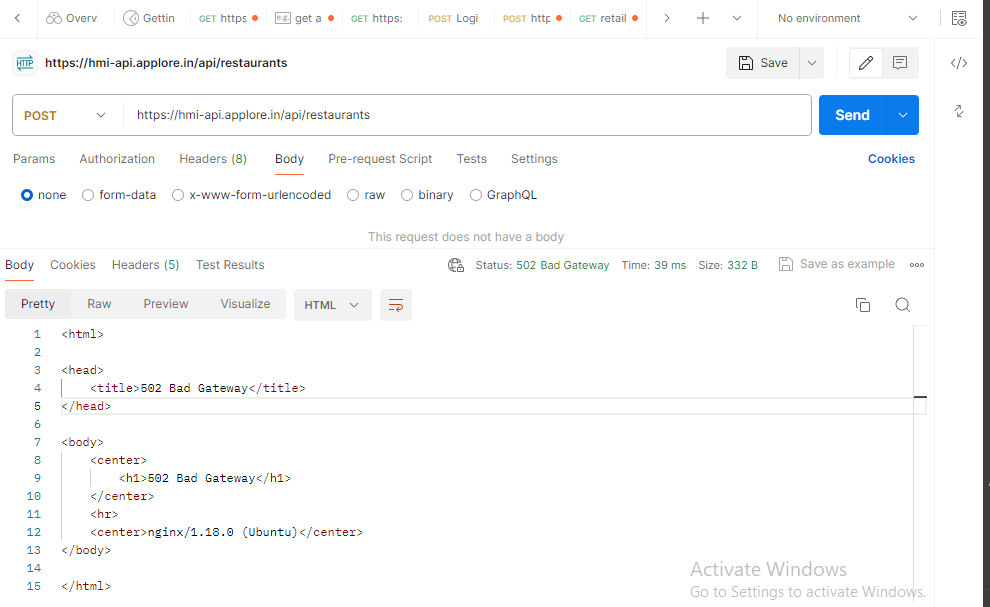 Overv Gettin GET https e.g. get a GET https: POST Logi POST http GET retail No environment
HTTP https://hmi-api.applore.in/api/restaurants Save
POST https://hmi-api.applore.in/api/restaurants Send
Params Authorization Headers (8) Body Pre-request Script Tests Settings Cookies
none form-data x-www-form-urlencoded raw binary GraphQL
This request does not have a body
Body Cookies Headers (5) Test Results Status: 502 Bad Gateway Time: 39 ms Size: 332 B Save as example
Pretty Raw Preview Visualize HTML
1 <html>
2
3 <head>
4 <title>502 Bad Gateway</title>
5 </head>
6
7 <body>
8 <center>
9 <h1>502 Bad Gateway</h1>
10 </center>
11 <hr>
12 <center>nginx/1.18.0 (Ubuntu)</center>
13 </body>
14
15 </html>
Activate Windows
Go to Settings to activate Windows.